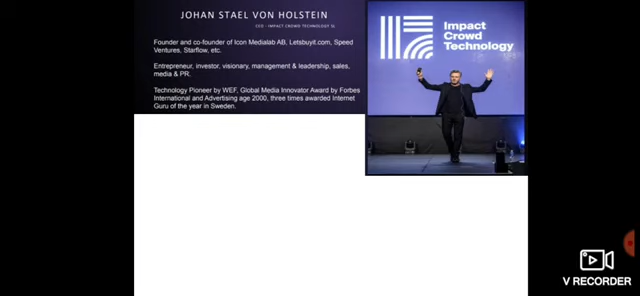 JOHAN STAEL VON HOLSTEIN
CEO - IMPACT CROWD TECHNOLOGY SL
Founder and co-founder of Icon Medialab AB, Letsbuyit.com, Speed
Ventures, Starflow, etc.
Entrepreneur, investor, visionary, management & leadership, sales,
media & PR.
Technology Pioneer by WEF, Global Media Innovator Award by Forbes
International and Advertising age 2000, three times awarded Internet
Guru of the year in Sweden.
Impact
Crowd
Technology
V RECORDER